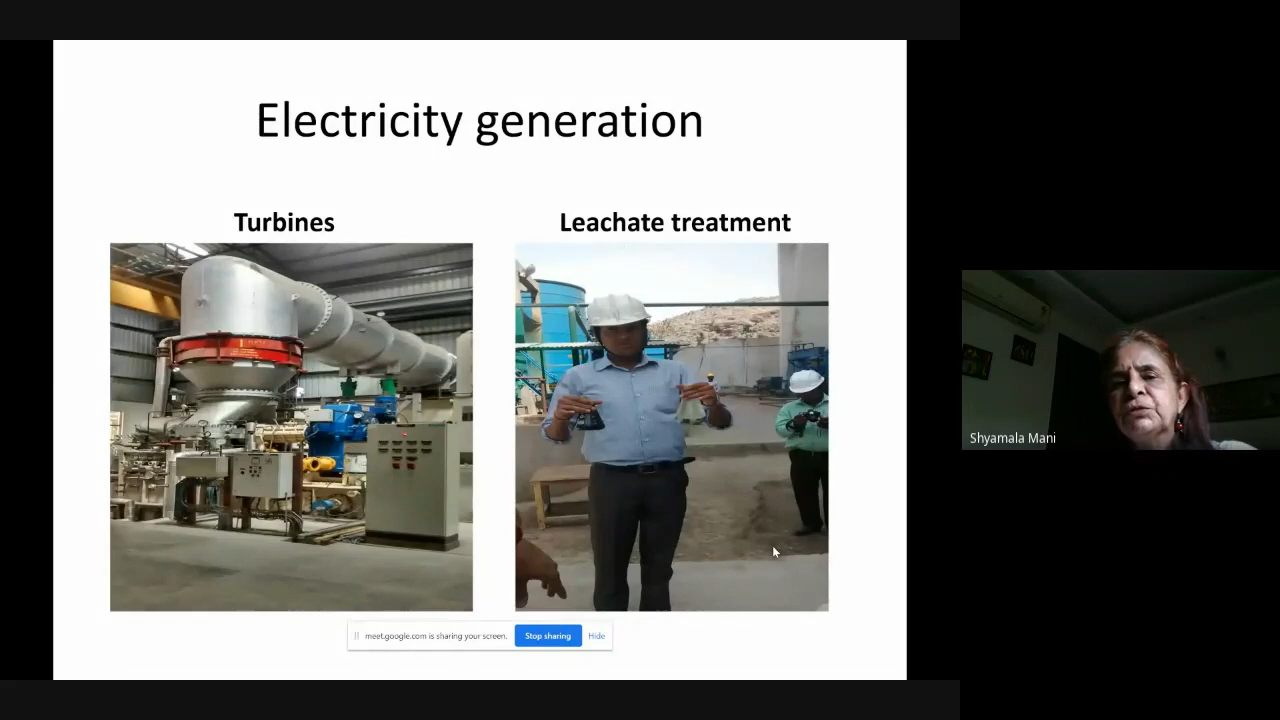 Electricity generation
Turbines
Leachate treatment
meet.google.com is sharing your screen.
Stop sharing
Hide
Shyamala Mani